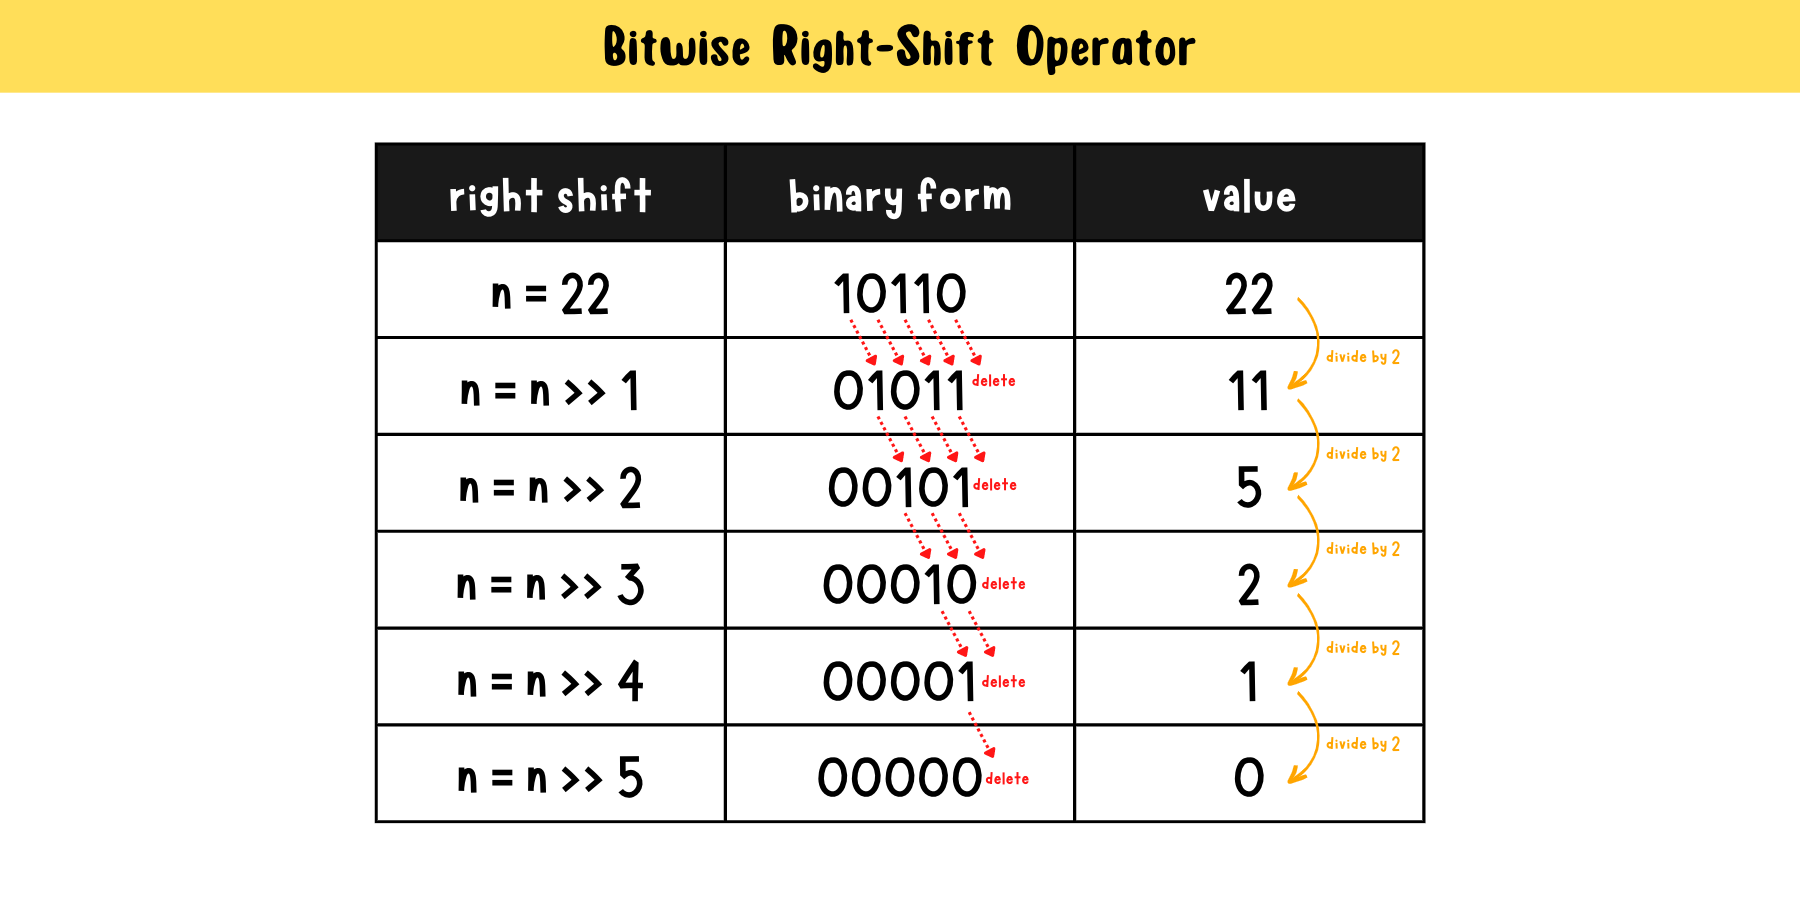 Bitwise Right-Shift Operator
right shift binary form value
n = 22 10110 22
divide by 2
n = n >> 1 01011 delete 11
divide by 2
n = n >> 2 00101 delete 5
divide by 2
n = n >> 3 00010 delete 2
divide by 2
n = n >> 4 00001 delete 1
divide by 2
n = n >> 5 00000 delete 0